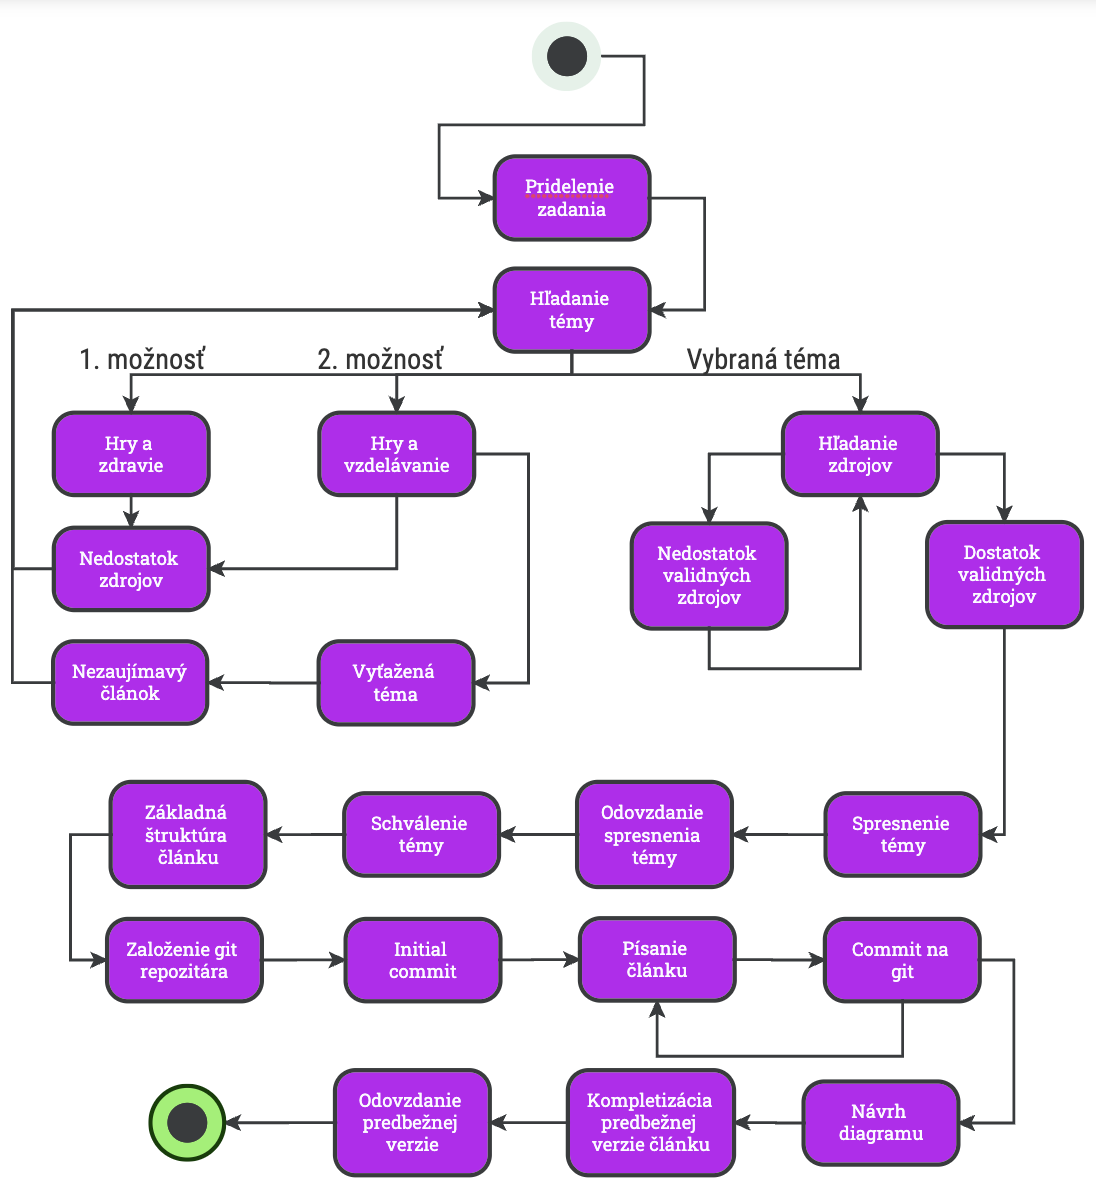 Pridelenie
zadania
Hľadanie
témy
1. možnosť
2. možnosť
Vybraná téma
Hry a
zdravie
Hry a
vzdelávanie
Hľadanie
zdrojov
Nedostatok
zdrojov
Nedostatok
validných
zdrojov
Dostatok
validných
zdrojov
Nezaujímavý
článok
Vyťažená
téma
Základná
štruktúra
článku
Schválenie
témy
Odovzdanie
spresnenia
témy
Spresnenie
témy
Založenie git
repozitára
Initial
commit
Písanie
článku
Commit na
git
Odovzdanie
predbežnej
verzie
Kompletizácia
predbežnej
verzie článku
Návrh
diagramu